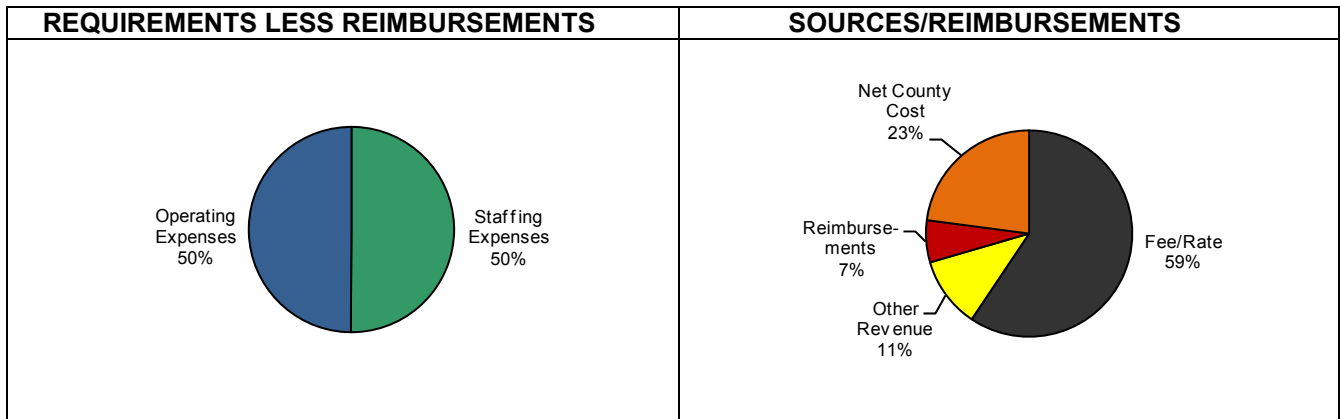 REQUIREMENTS LESS REIMBURSEMENTS
SOURCES/REIMBURSEMENTS
Operating
Expenses
50%
Staffing
Expenses
50%
Net County
Cost
23%
Reimburse-
ments
7%
Other
Revenue
11%
Fee/Rate
59%